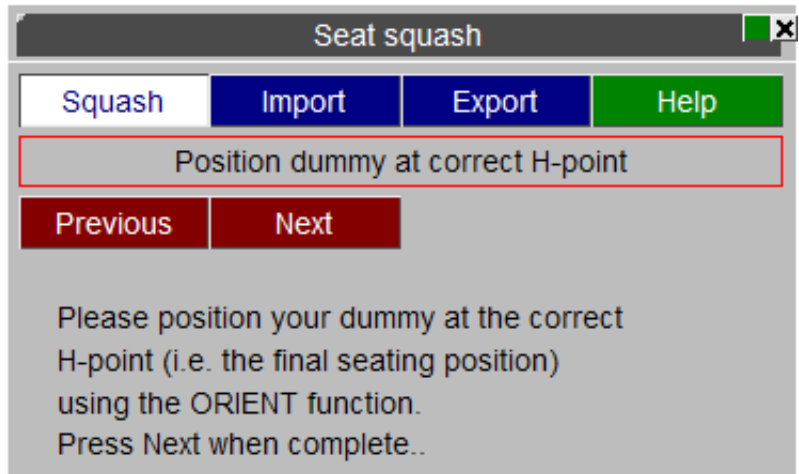 Seat squash
Squash Import Export Help
Position dummy at correct H-point
Previous Next
Please position your dummy at the correct
H-point (i.e. the final seating position)
using the ORIENT function.
Press Next when complete..